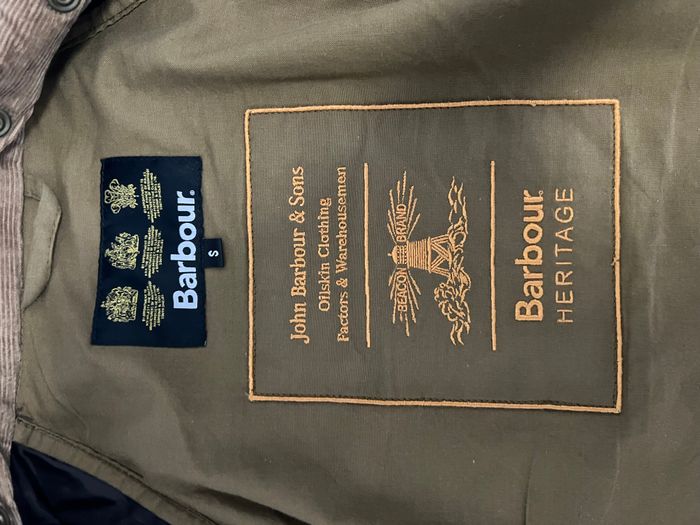 Barbour.
S
John Barbour & Sons
Oilskin Clothing
Factors & Warehousemen
BEACON BRAND
Barbour.
HERITAGE